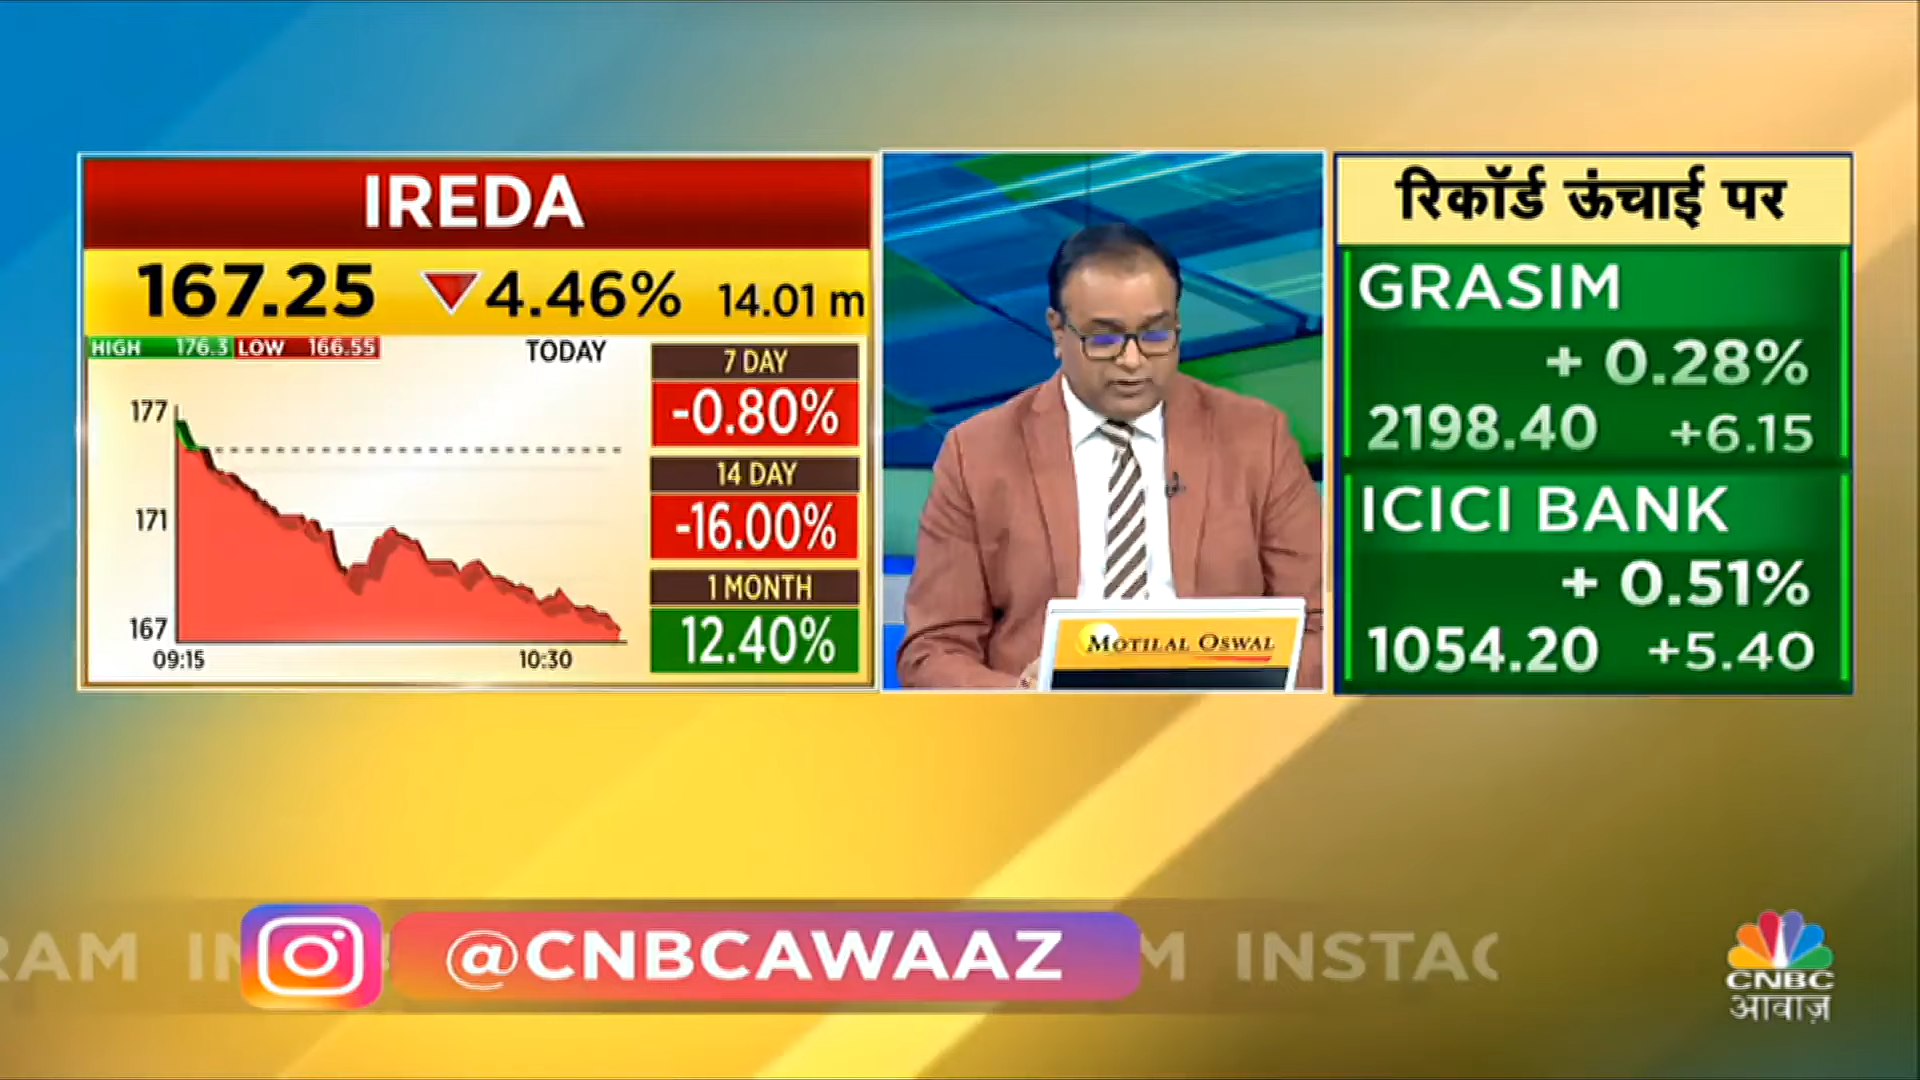 IREDA
167.25 4.46% 14.01 m
HIGH 176.3 LOW 166.55
TODAY
177
171
167
09:15 10:30
7 DAY
-0.80%
14 DAY
-16.00%
1 MONTH
12.40%
MOTILAL OSWAL
रिकॉर्ड ऊंचाई पर
GRASIM
+ 0.28%
2198.40 +6.15
ICICI BANK
+ 0.51%
1054.20 +5.40
@CNBCAWAAZ
CNBC
आवाज़